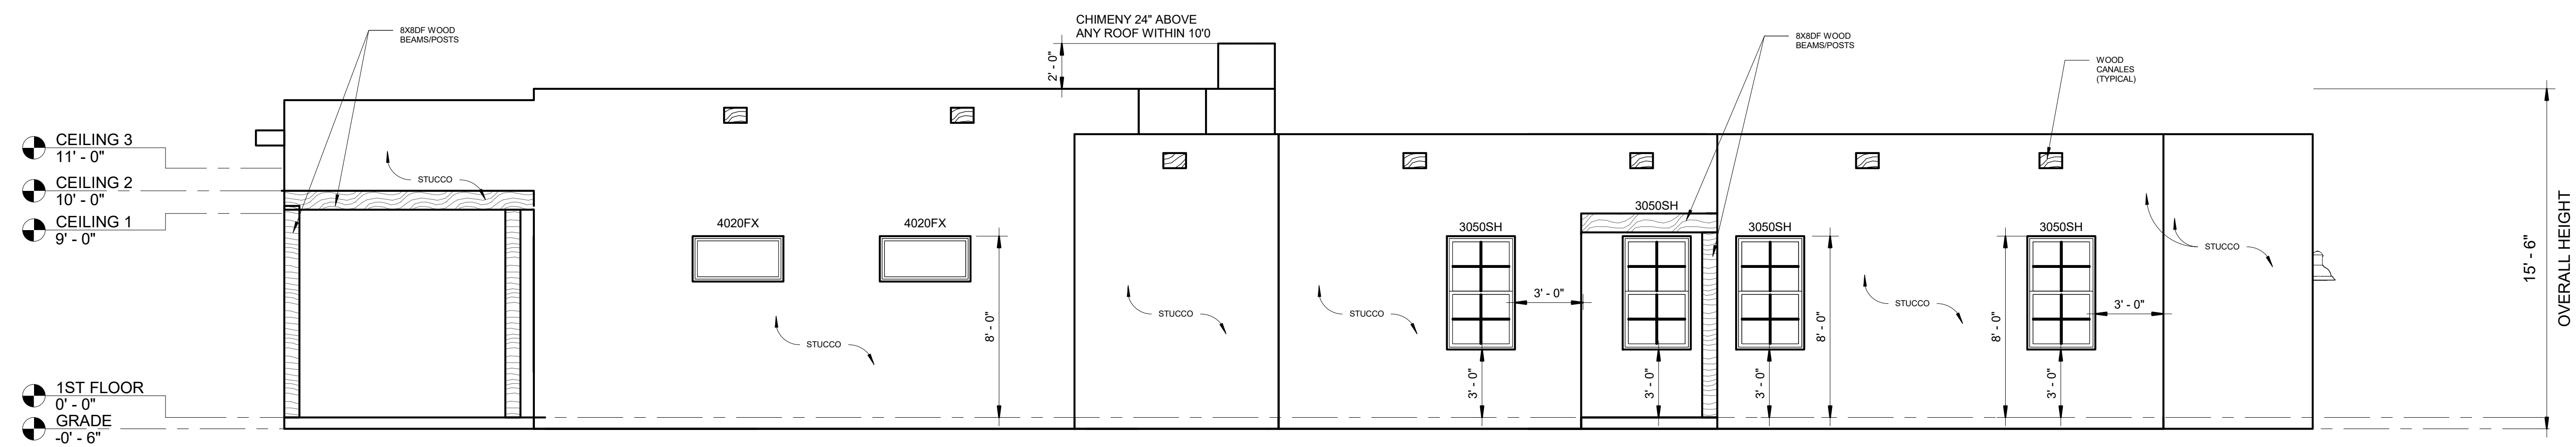 CHIMENY 24" ABOVE
ANY ROOF WITHIN 10'0
8X8DF WOOD
BEAMS/POSTS
8X8DF WOOD
BEAMS/POSTS
WOOD
CANALES
(TYPICAL)
2' - 0"
CEILING 3
11' - 0"
CEILING 2
10' - 0"
CEILING 1
9' - 0"
1ST FLOOR
0' - 0"
GRADE
-0' - 6"
STUCCO
4020FX
4020FX
STUCCO
8' - 0"
STUCCO
STUCCO
3050SH
3' - 0"
3' - 0"
3050SH
3' - 0"
3050SH
3' - 0"
8' - 0"
STUCCO
8' - 0"
3050SH
3' - 0"
3' - 0"
STUCCO
15' - 6"
OVERALL HEIGHT